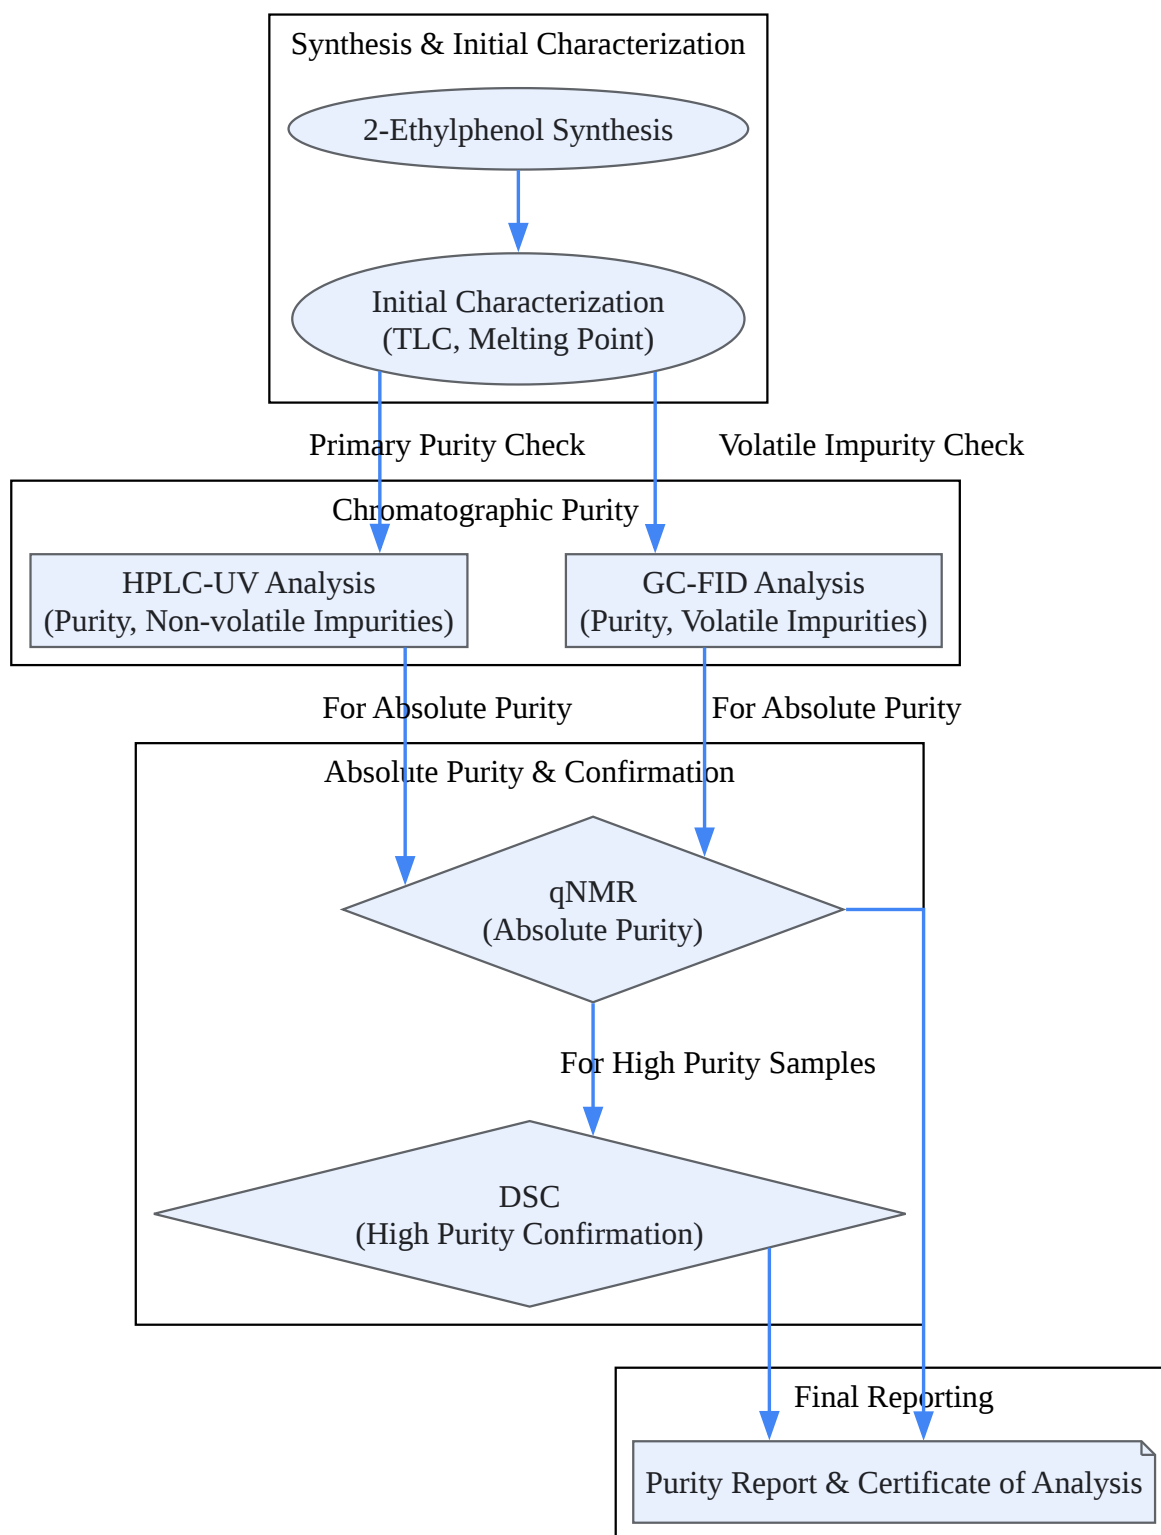 Synthesis & Initial Characterization
2-Ethylphenol Synthesis
Initial Characterization
(TLC, Melting Point)
Primary Purity Check
Volatile Impurity Check
Chromatographic Purity
HPLC-UV Analysis
(Purity, Non-volatile Impurities)
GC-FID Analysis
(Purity, Volatile Impurities)
For Absolute Purity
For Absolute Purity
Absolute Purity & Confirmation
qNMR
(Absolute Purity)
For High Purity Samples
DSC
(High Purity Confirmation)
Final Reporting
Purity Report & Certificate of Analysis